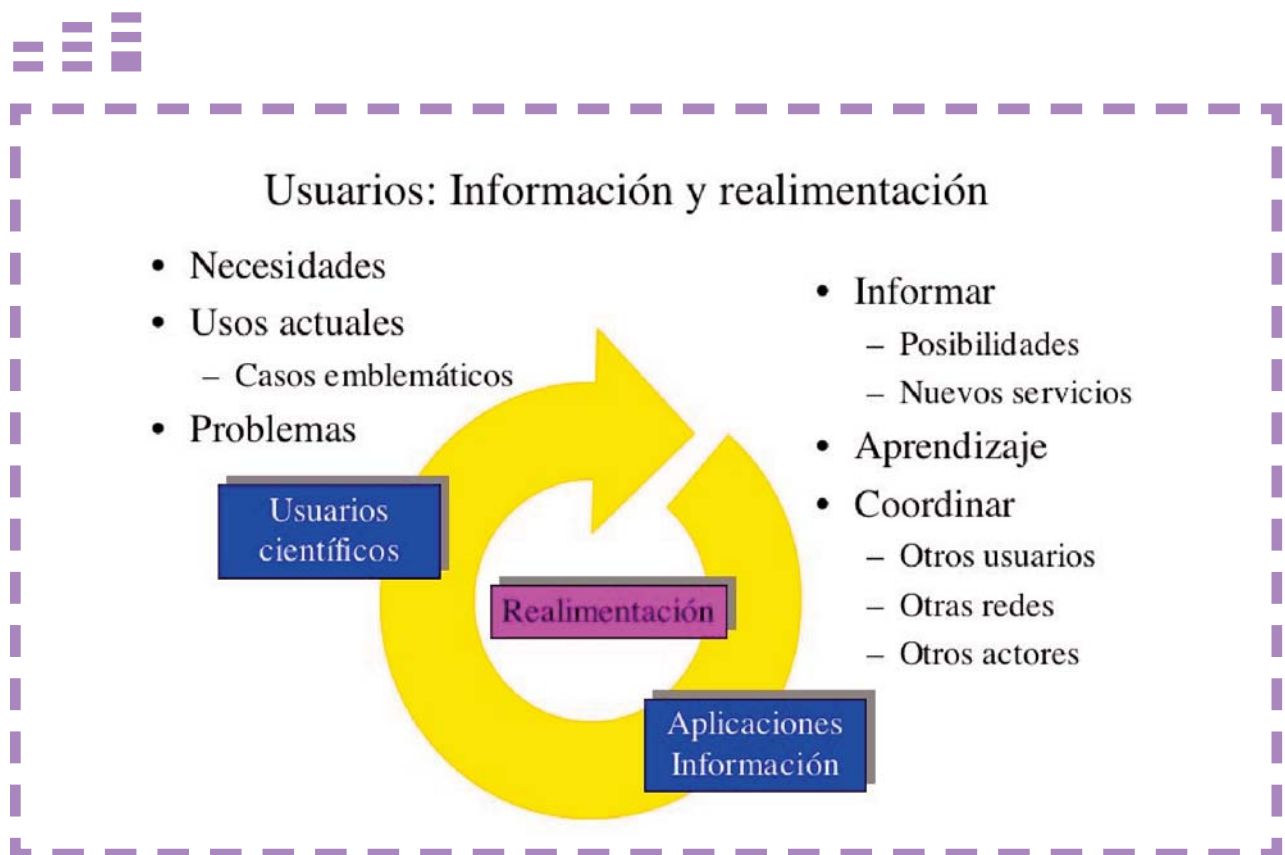 Usuarios: Información y realimentación
• Necesidades
• Usos actuales
– Casos emblemáticos
• Problemas
Usuarios
científicos
Realimentación
Aplicaciones
Información
• Informar
– Posibilidades
– Nuevos servicios
• Aprendizaje
• Coordinar
– Otros usuarios
– Otras redes
– Otros actores